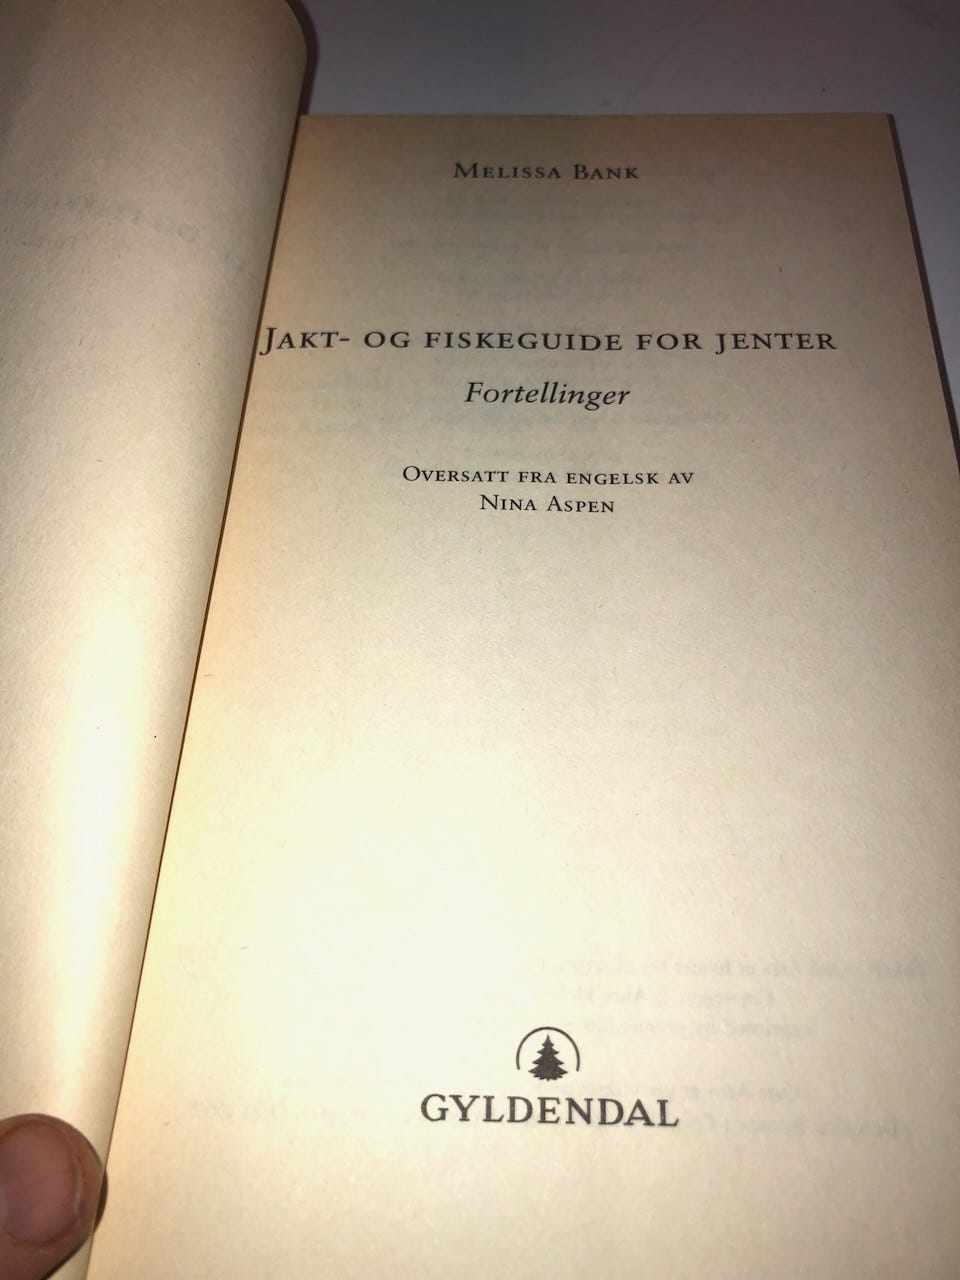 Melissa Bank
Jakt- og fiskeguide for jenter
Fortellinger
Oversatt fra engelsk av
Nina Aspen
GYLDENDAL